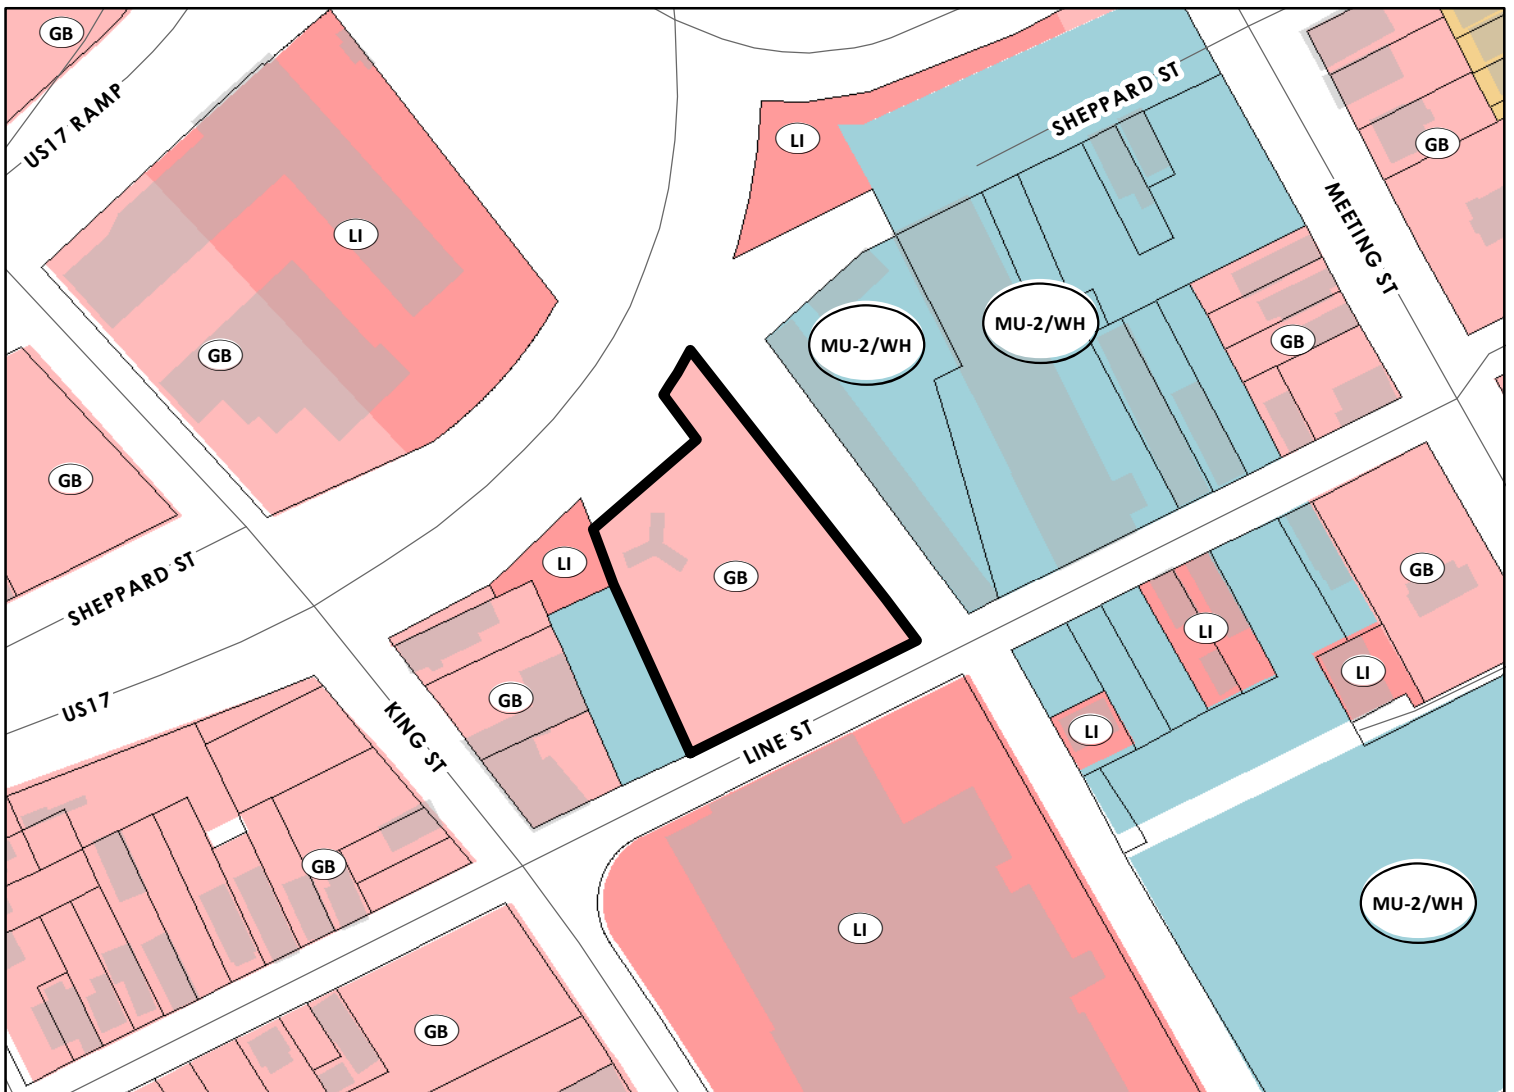 GB
US17 RAMP
SHEPPARD ST
LI
GB
MEETING ST
LI
MU-2/WH
MU-2/WH
GB
GB
GB
SHEPPARD ST
LI
GB
GB
LI
LI
US17
KING ST
GB
LINE ST
LI
GB
MU-2/WH
LI
GB